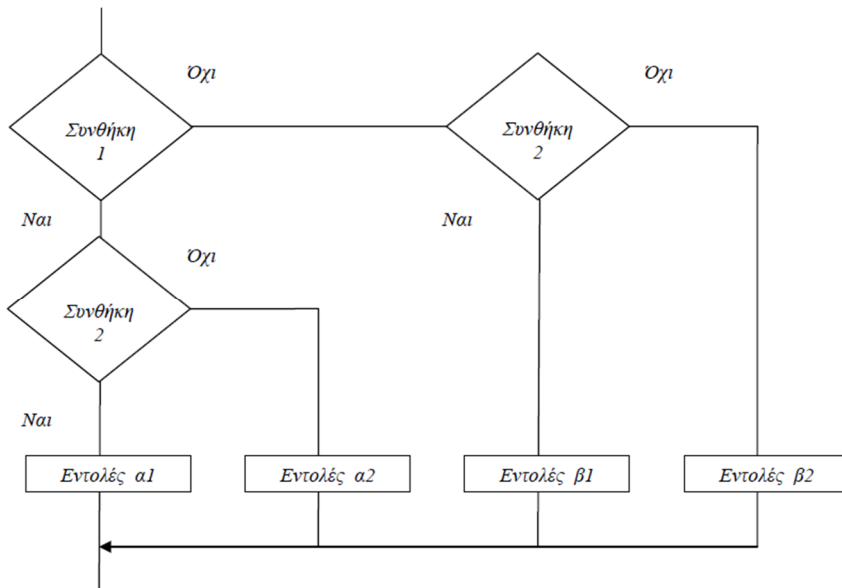 Όχι
Όχι
Συνθήκη
1
Συνθήκη
2
Ναι
Ναι
Όχι
Συνθήκη
2
Ναι
Εντολές α1
Εντολές α2
Εντολές β1
Εντολές β2